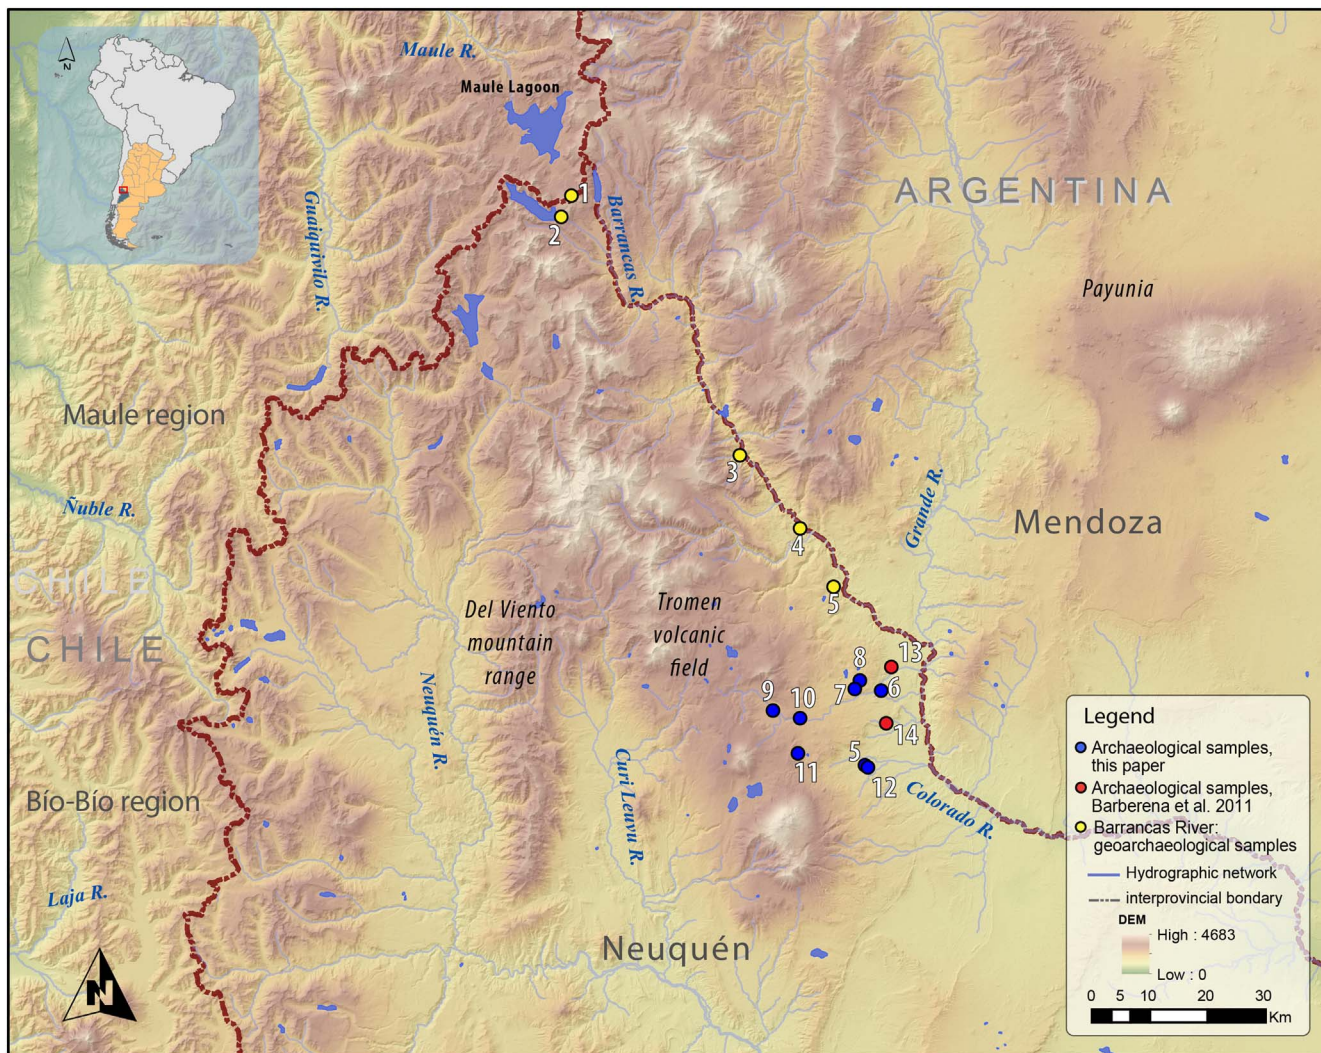 N
Maule R.
Maule Lagoon
ARGENTINA
1
2
Barrancas R.
Guaiquivilo R.
Payunia
Maule region
3
Ñuble R.
Grande R.
4
Mendoza
CHILE
5
CHILE
Del Viento
mountain
range
Tromen
volcanic
field
13
8
7
6
9
10
14
11
5
12
Neuquén R.
Curi Leuvu R.
Colorado R.
Bío-Bío region
Laja R.
Neuquén
N
Legend
Archaeological samples,
this paper
Archaeological samples,
Barberena et al. 2011
Barrancas River:
geoarchaeological samples
Hydrographic network
interprovincial bondary
DEM
High : 4683
Low : 0
0 5 10 20 30
Km